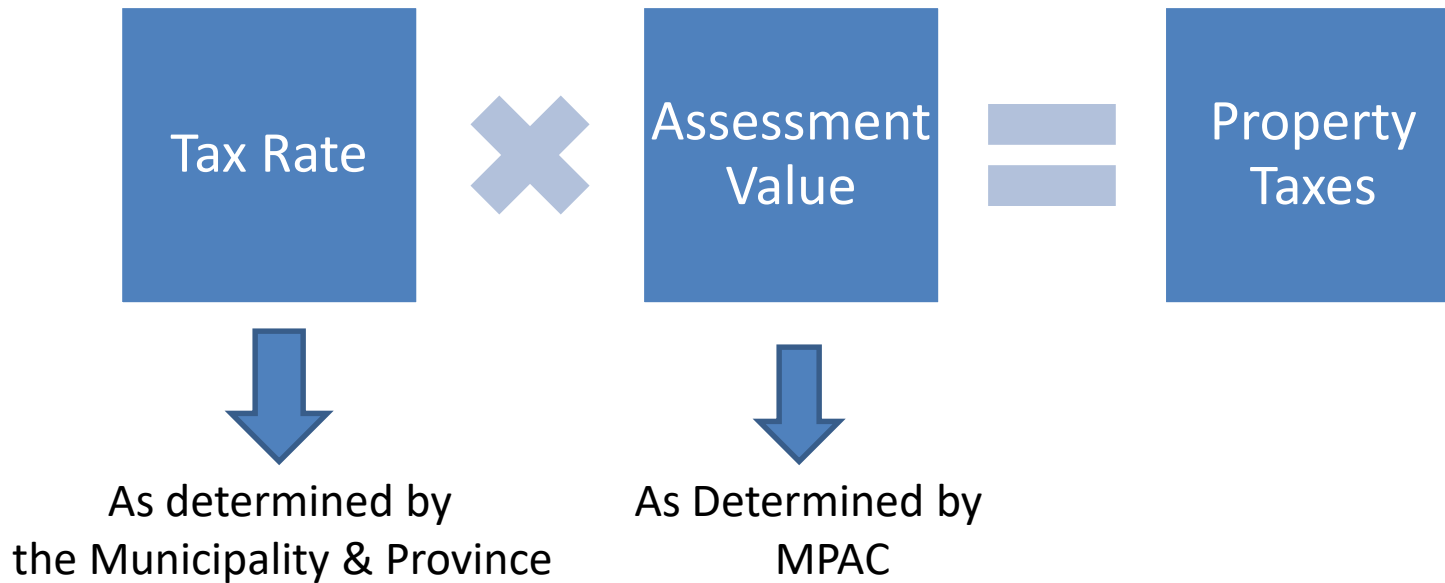 Tax Rate
Assessment
Value
Property
Taxes
As determined by
the Municipality & Province
As Determined by
MPAC